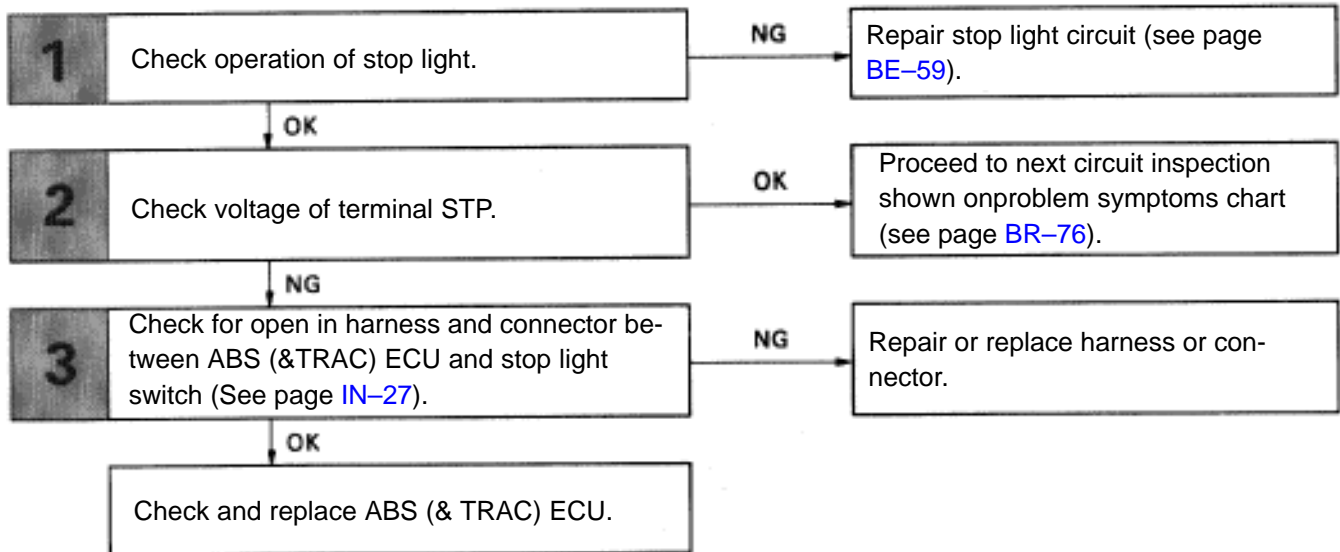 1
Check operation of stop light.
NG
Repair stop light circuit (see page
BE–59).
OK
2
Check voltage of terminal STP.
OK
Proceed to next circuit inspection
shown onproblem symptoms chart
(see page BR–76).
NG
3
Check for open in harness and connector be-
tween ABS (&TRAC) ECU and stop light
switch (See page IN–27).
NG
Repair or replace harness or con-
nector.
OK
Check and replace ABS (& TRAC) ECU.